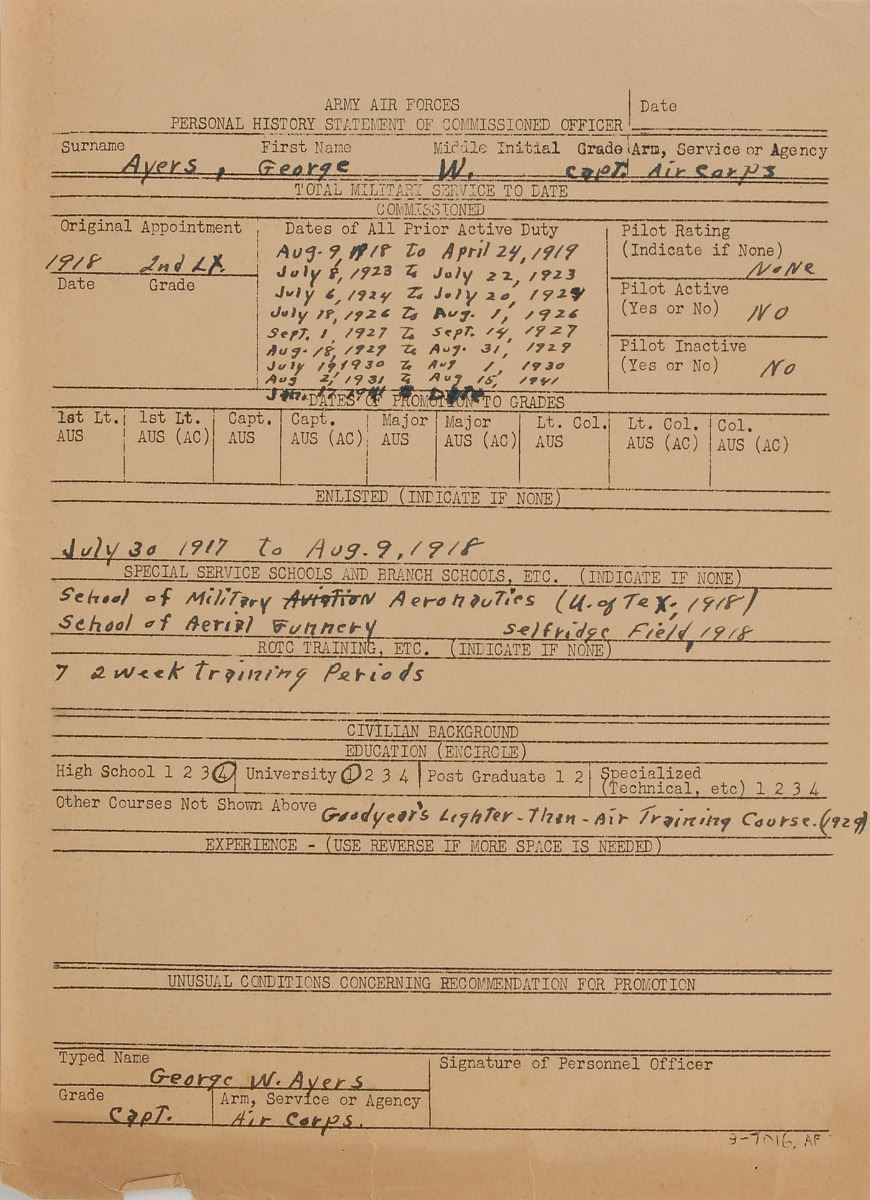 ARMY AIR FORCES
PERSONAL HISTORY STATEMENT OF COMMISSIONED OFFICER
Date
Surname First Name Middle Initial Grade Arm, Service or Agency
Ayers, George W. Capt. Air Corps
TOTAL MILITARY SERVICE TO DATE
COMMISSIONED
Original Appointment
1918 2nd Lt.
Date Grade
Dates of All Prior Active Duty
Aug. 9, 1918 to April 24, 1919
July 8, 1923 to July 22, 1923
July 6, 1924 to July 20, 1924
July 18, 1926 to Aug. 1, 1926
Sept. 1, 1927 to Sept. 14, 1927
Aug. 18, 1929 to Aug. 31, 1929
July 19 1930 to Aug 1, 1930
Aug 2, 1931 to Aug 15, 1941
Pilot Rating
(Indicate if None)
None
Pilot Active
(Yes or No) NO
Pilot Inactive
(Yes or No) No
DATES OF PROMOTION TO GRADES
1st Lt. AUS
1st Lt. AUS (AC)
Capt. AUS
Capt. AUS (AC)
Major AUS
Major AUS (AC)
Lt. Col. AUS
Lt. Col. AUS (AC)
Col. AUS (AC)
ENLISTED (INDICATE IF NONE)
July 30 1917 to Aug. 9, 1918
SPECIAL SERVICE SCHOOLS AND BRANCH SCHOOLS, ETC. (INDICATE IF NONE)
School of Military Aviation Aeronautics (U. of Tex., 1918)
School of Aerial Gunnery Selfridge Field, 1918
ROTC TRAINING, ETC. (INDICATE IF NONE)
7 2 week training Periods
CIVILIAN BACKGROUND
EDUCATION (ENCIRCLE)
High School 1 2 3 4 University 1 2 3 4 Post Graduate 1 2 Specialized
(Technical, etc) 1 2 3 4
Other Courses Not Shown Above Goodyear's Lighter-Than-Air Training Course. (1929)
EXPERIENCE - (USE REVERSE IF MORE SPACE IS NEEDED)
UNUSUAL CONDITIONS CONCERNING RECOMMENDATION FOR PROMOTION
Typed Name
George W. Ayers
Signature of Personnel Officer
Grade Arm, Service or Agency
Capt. Air Corps.
3-7016, AF